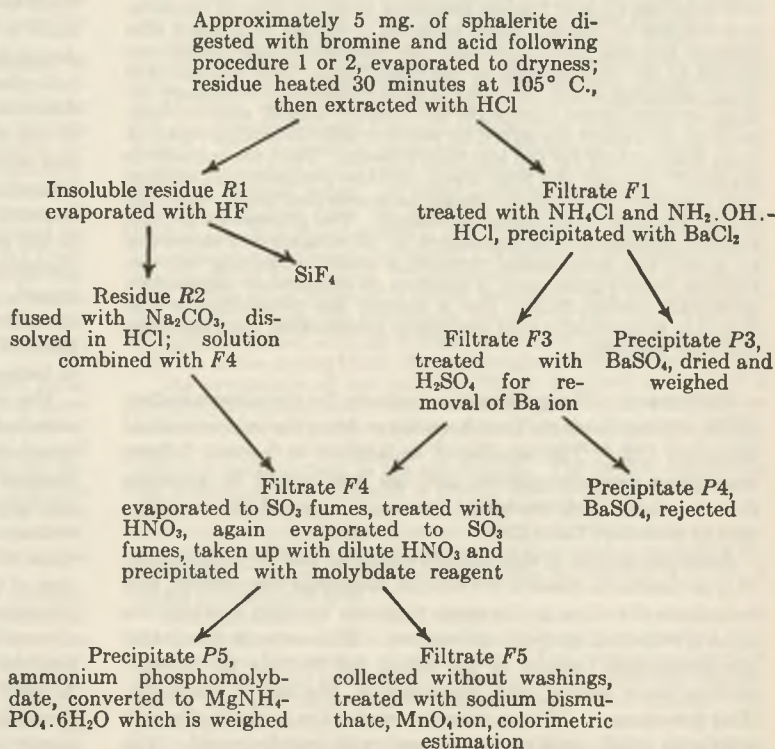 Approximately 5 mg. of sphalerite di-
gested with bromine and acid following
procedure 1 or 2, evaporated to dryness;
residue heated 30 minutes at 105° C.,
then extracted with HCl
Insoluble residue R1
evaporated with HF
Filtrate F1
treated with NH₄Cl and NH₂.OH.-
HCl, precipitated with BaCl₂
SiF₄
Residue R2
fused with Na₂CO₃, dis-
solved in HCl; solution
combined with F4
Filtrate F3
treated with
H₂SO₄ for re-
moval of Ba ion
Precipitate P3,
BaSO₄, dried and
weighed
Filtrate F4
evaporated to SO₃ fumes, treated with
HNO₃, again evaporated to SO₃
fumes, taken up with dilute HNO₃ and
precipitated with molybdate reagent
Precipitate P4,
BaSO₄, rejected
Precipitate P5,
ammonium phosphomolyb-
date, converted to MgNH₄-
PO₄.6H₂O which is weighed
Filtrate F5
collected without washings,
treated with sodium bismu-
thate, MnO₄ ion, colorimetric
estimation